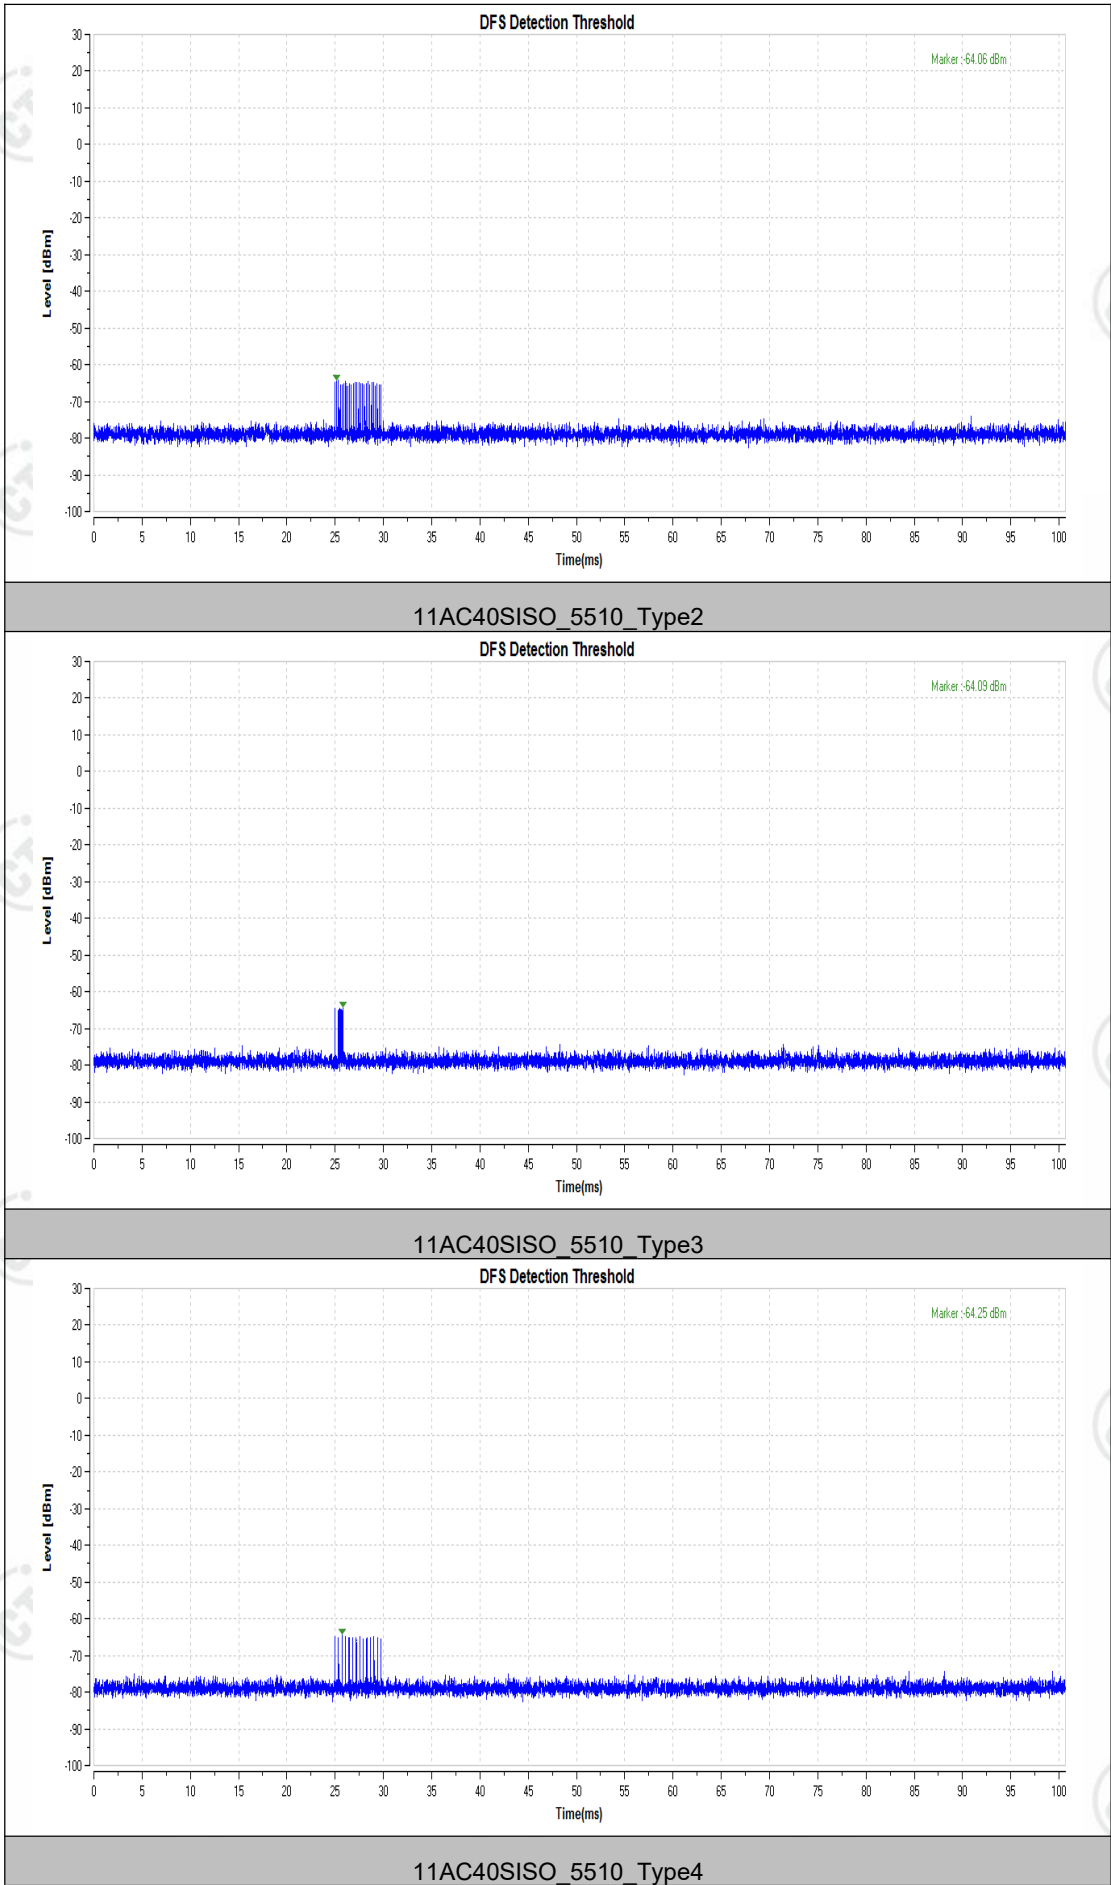 DFS Detection Threshold
Marker :-64.06 dBm
30
20
10
0
-10
-20
-30
-40
-50
-60
-70
-80
-90
-100
Level [dBm]
0 5 10 15 20 25 30 35 40 45 50 55 60 65 70 75 80 85 90 95 100
Time(ms)
11AC40SISO_5510_Type2
DFS Detection Threshold
Marker :-64.09 dBm
30
20
10
0
-10
-20
-30
-40
-50
-60
-70
-80
-90
-100
Level [dBm]
0 5 10 15 20 25 30 35 40 45 50 55 60 65 70 75 80 85 90 95 100
Time(ms)
11AC40SISO_5510_Type3
DFS Detection Threshold
Marker :-64.25 dBm
30
20
10
0
-10
-20
-30
-40
-50
-60
-70
-80
-90
-100
Level [dBm]
0 5 10 15 20 25 30 35 40 45 50 55 60 65 70 75 80 85 90 95 100
Time(ms)
11AC40SISO_5510_Type4